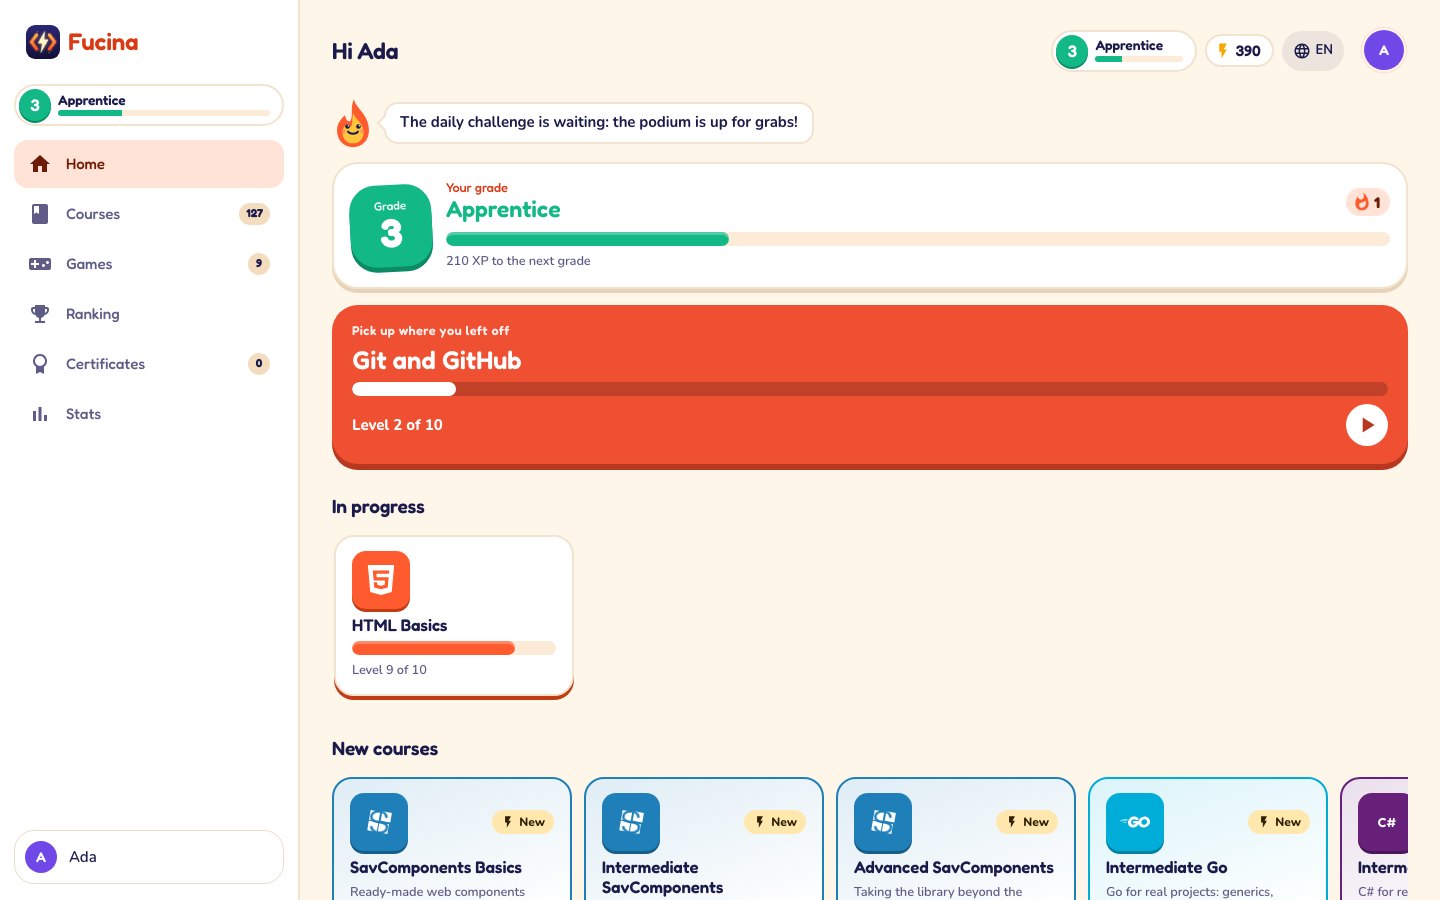 Fucina
3 Apprentice
Home
Courses 127
Games 9
Ranking
Certificates 0
Stats
A Ada
Hi Ada
3 Apprentice
390
EN
A
The daily challenge is waiting: the podium is up for grabs!
Grade
3
Your grade
Apprentice
1
210 XP to the next grade
Pick up where you left off
Git and GitHub
Level 2 of 10
In progress
HTML Basics
Level 9 of 10
New courses
New
SavComponents Basics
Ready-made web components
New
Intermediate
SavComponents
New
Advanced SavComponents
Taking the library beyond the
GO
New
Intermediate Go
Go for real projects: generics,
C#
Interm
C# for re